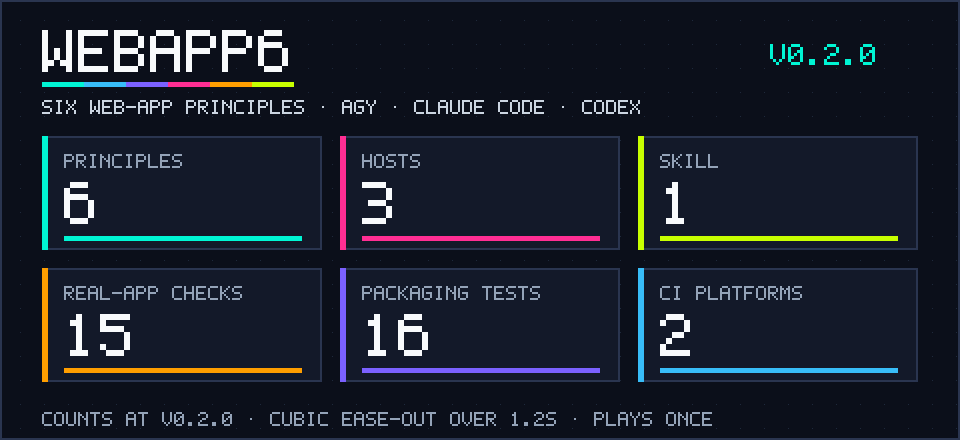 WEBAPP6
V0.2.0
SIX WEB-APP PRINCIPLES · AGY · CLAUDE CODE · CODEX
PRINCIPLES
6
HOSTS
3
SKILL
1
REAL-APP CHECKS
15
PACKAGING TESTS
16
CI PLATFORMS
2
COUNTS AT V0.2.0 · CUBIC EASE-OUT OVER 1.2S · PLAYS ONCE